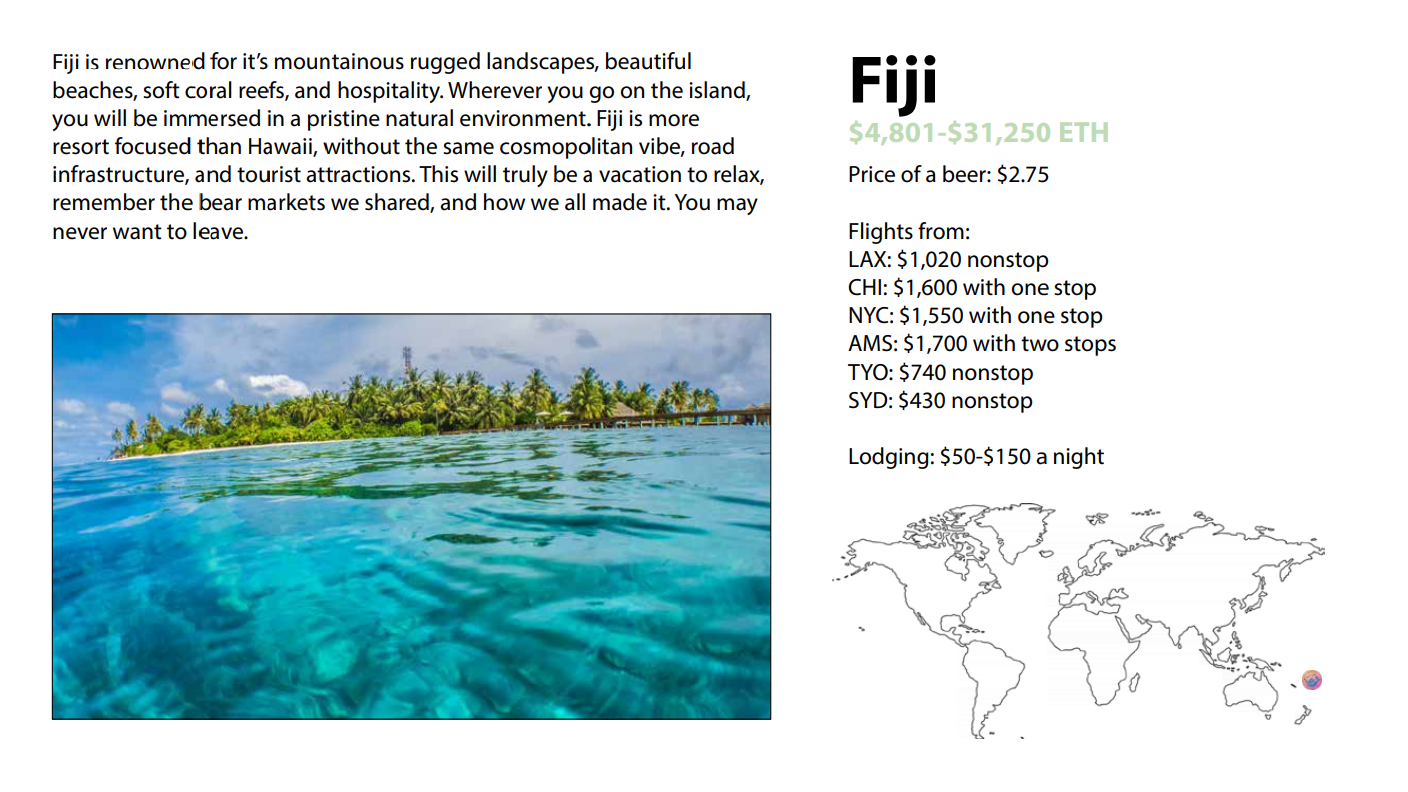 Fiji is renowned for it’s mountainous rugged landscapes, beautiful
beaches, soft coral reefs, and hospitality. Wherever you go on the island,
you will be immersed in a pristine natural environment. Fiji is more
resort focused than Hawaii, without the same cosmopolitan vibe, road
infrastructure, and tourist attractions. This will truly be a vacation to relax,
remember the bear markets we shared, and how we all made it. You may
never want to leave.
Fiji
$4,801-$31,250 ETH
Price of a beer: $2.75
Flights from:
LAX: $1,020 nonstop
CHI: $1,600 with one stop
NYC: $1,550 with one stop
AMS: $1,700 with two stops
TYO: $740 nonstop
SYD: $430 nonstop
Lodging: $50-$150 a night